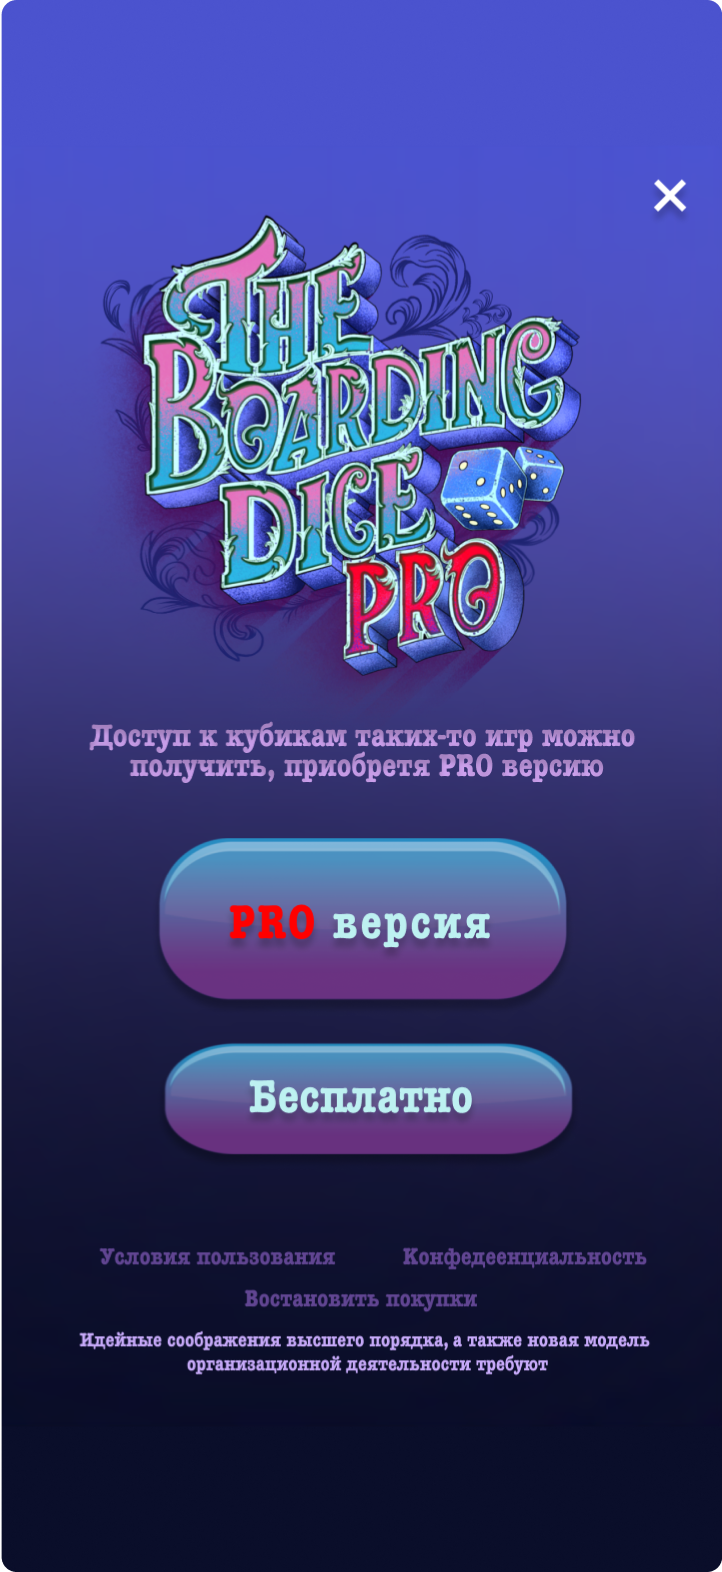 THE
BOARDING
DICE
PRO
Доступ к кубикам таких-то игр можно
получить, приобретя PRO версию
PRO версия
Бесплатно
Условия пользования Конфедеенциальность
Востановить покупки
Идейные соображения высшего порядка, а также новая модель
организационной деятельности требуют